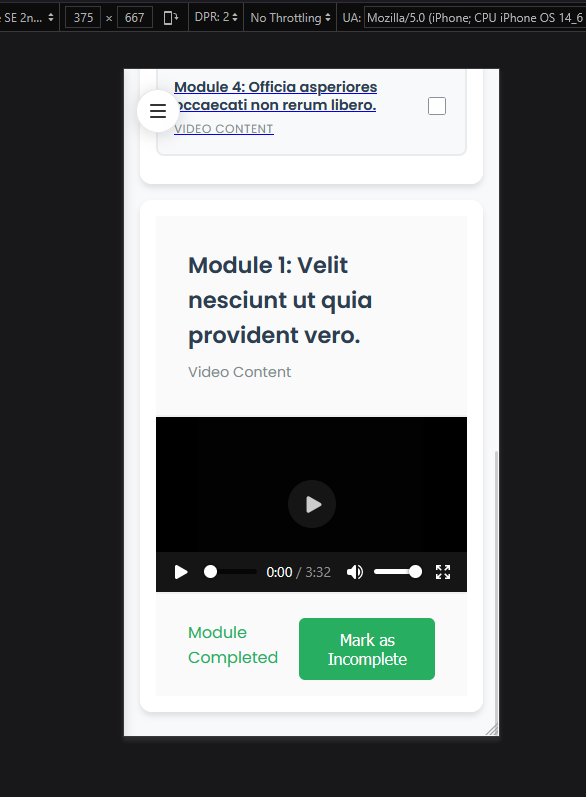 SE 2n...
375 × 667
DPR: 2
No Throttling
UA: Mozilla/5.0 (iPhone; CPU iPhone OS 14_6
Module 4: Officia asperiores
occaecati non rerum libero.
VIDEO CONTENT
Module 1: Velit
nesciunt ut quia
provident vero.
Video Content
0:00 / 3:32
Module
Completed
Mark as
Incomplete